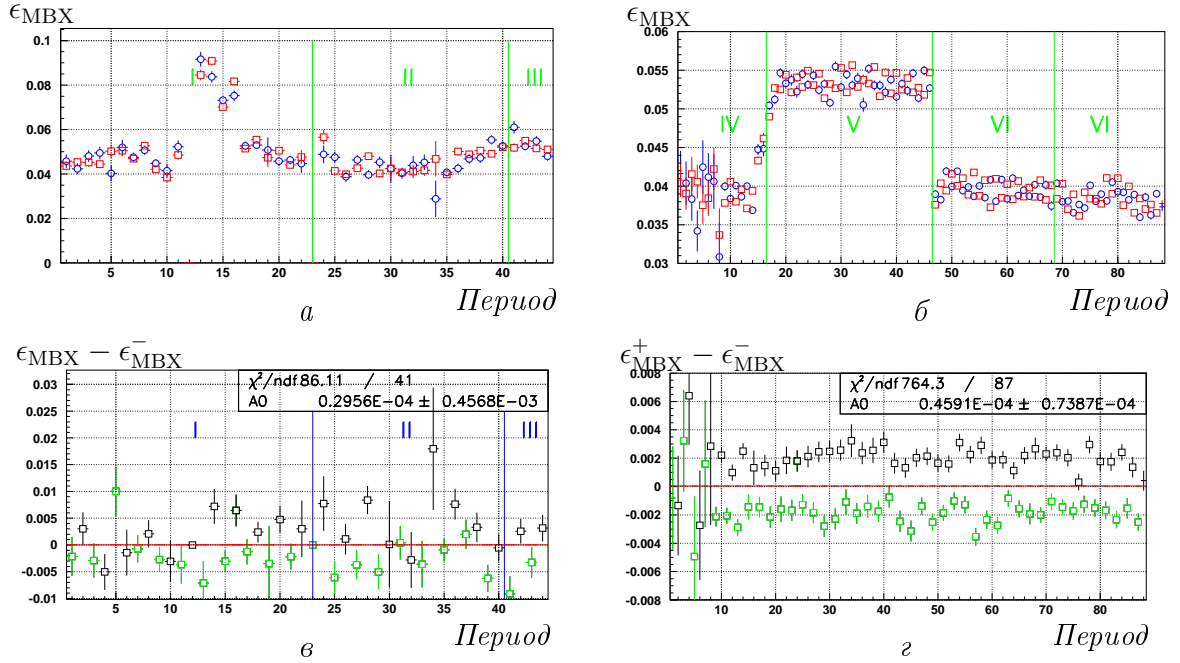 ϵMBX
0.1
0.08
0.06
0.04
0.02
0
I
II
III
5 10 15 20 25 30 35 40
Период
а
ϵMBX
0.06
0.055
0.05
0.045
0.04
0.035
0.03
IV
V
VI
VI
10 20 30 40 50 60 70 80
Период
б
ϵMBX − ϵ⁻MBX
χ²/ndf 86.11 / 41
A0 0.2956E-04 ± 0.4568E-03
0.03
0.025
0.02
0.015
0.01
0.005
0
-0.005
-0.01
I
II
III
5 10 15 20 25 30 35 40
Период
в
ϵ⁺MBX − ϵ⁻MBX
χ²/ndf 764.3 / 87
A0 0.4591E-04 ± 0.7387E-04
0.008
0.006
0.004
0.002
0
-0.002
-0.004
-0.006
-0.008
10 20 30 40 50 60 70 80
Период
г